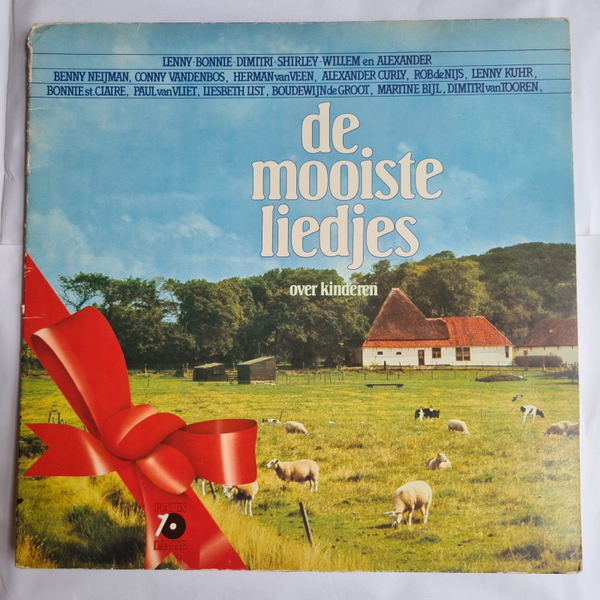 LENNY-BONNIE-DIMITRI-SHIRLEY-WILLEM en ALEXANDER
BENNY NEIJMAN, CONNY VANDENBOS, HERMAN van VEEN, ALEXANDER CURLY, ROB de NIJS, LENNY KUHR,
BONNIE st. CLAIRE, PAUL van VLIET, LIESBETH LIST, BOUDEWIJN de GROOT, MARTINE BIJL, DIMITRI van TOOREN,
de
mooiste
liedjes
over kinderen
10